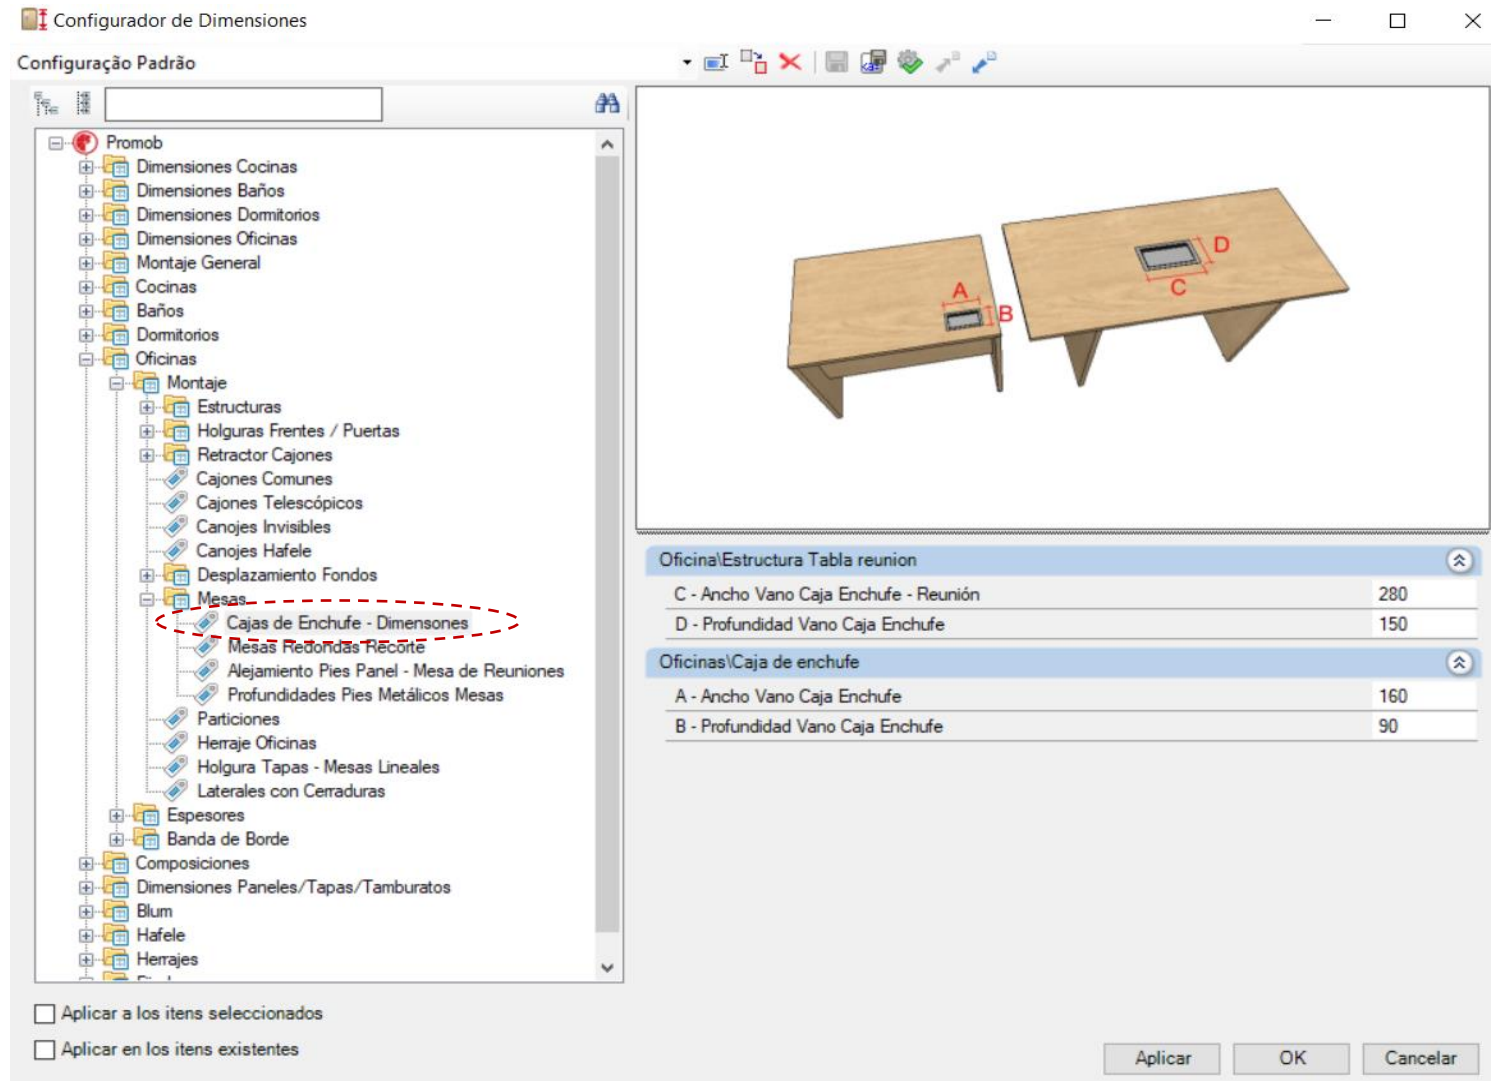 Configurador de Dimensiones
Configuração Padrão
Promob
Dimensiones Cocinas
Dimensiones Baños
Dimensiones Dormitorios
Dimensiones Oficinas
Montaje General
Cocinas
Baños
Dormitorios
Oficinas
Montaje
Estructuras
Holguras Frentes / Puertas
Retractor Cajones
Cajones Comunes
Cajones Telescópicos
Canojes Invisibles
Canojes Hafele
Desplazamiento Fondos
Mesas
Cajas de Enchufe - Dimensones
Mesas Redondas Recorte
Alejamiento Pies Panel - Mesa de Reuniones
Profundidades Pies Metálicos Mesas
Particiones
Herraje Oficinas
Holgura Tapas - Mesas Lineales
Laterales con Cerraduras
Espesores
Banda de Borde
Composiciones
Dimensiones Paneles/Tapas/Tamburatos
Blum
Hafele
Herrajes
Aplicar a los itens seleccionados
Aplicar en los itens existentes
A
B
C
D
Oficina\Estructura Tabla reunion
C - Ancho Vano Caja Enchufe - Reunión 280
D - Profundidad Vano Caja Enchufe 150
Oficinas\Caja de enchufe
A - Ancho Vano Caja Enchufe 160
B - Profundidad Vano Caja Enchufe 90
Aplicar OK Cancelar